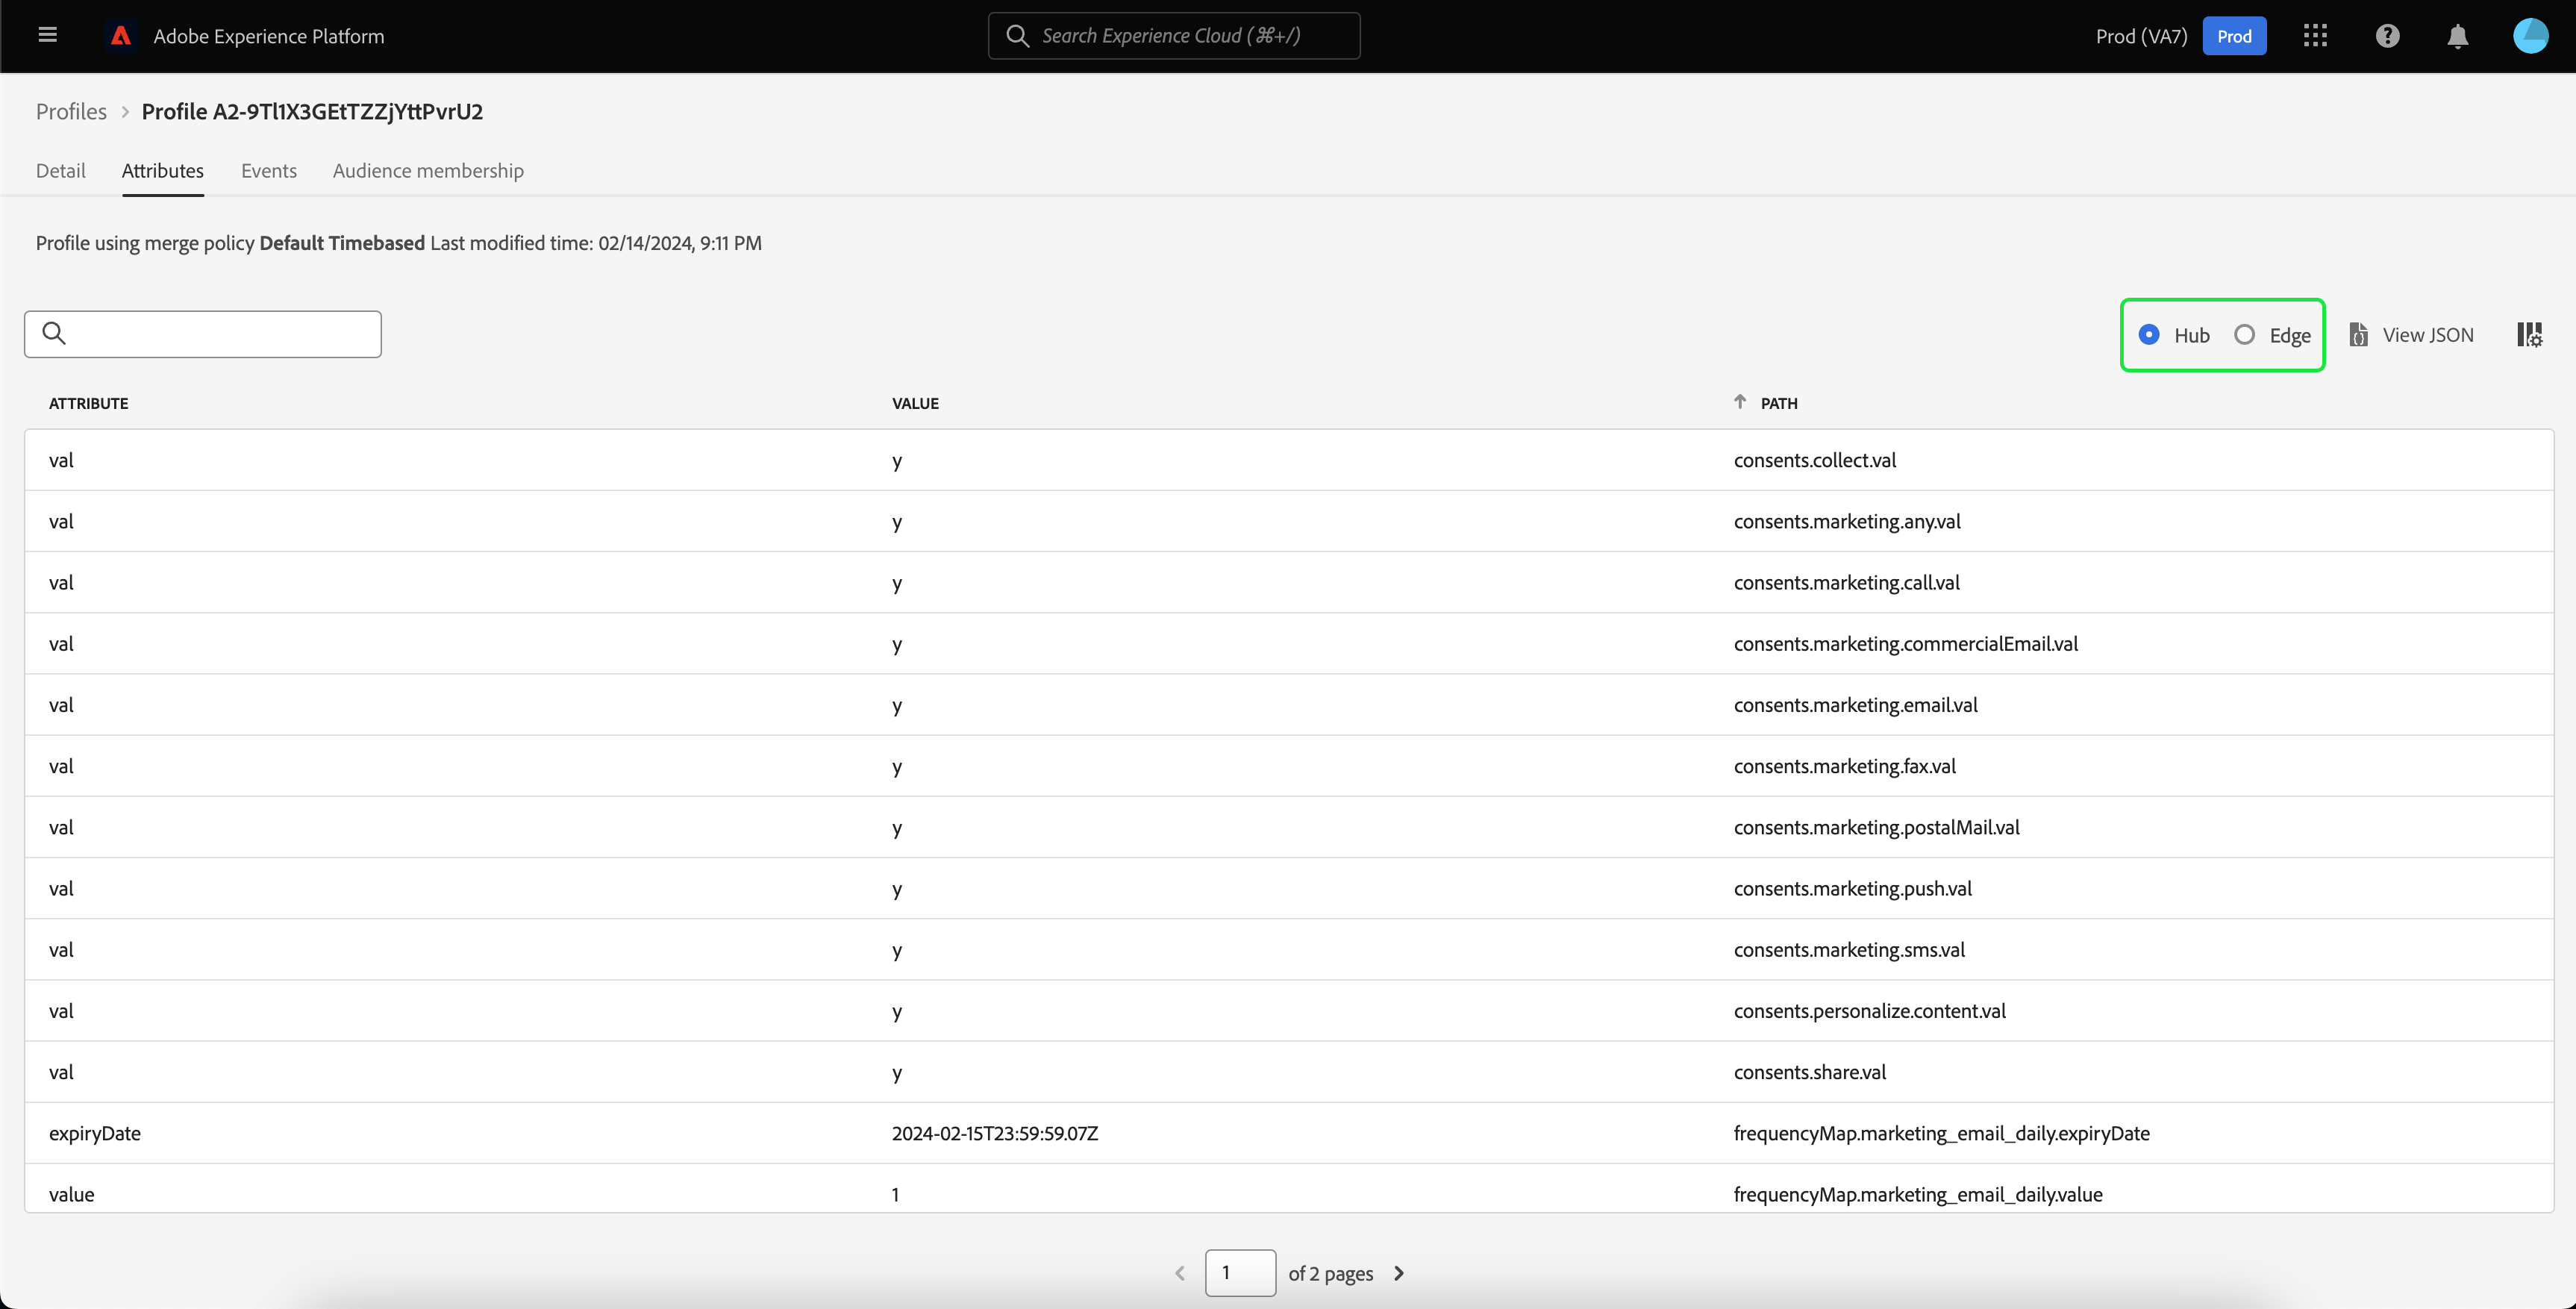 Adobe Experience Platform
Search Experience Cloud (⌘+/)
Prod (VA7) Prod
Profiles > Profile A2-9Tl1X3GEtTZZjYttPvrU2
Detail Attributes Events Audience membership
Profile using merge policy Default Timebased Last modified time: 02/14/2024, 9:11 PM
Hub Edge View JSON
ATTRIBUTE VALUE PATH
val y consents.collect.val
val y consents.marketing.any.val
val y consents.marketing.call.val
val y consents.marketing.commercialEmail.val
val y consents.marketing.email.val
val y consents.marketing.fax.val
val y consents.marketing.postalMail.val
val y consents.marketing.push.val
val y consents.marketing.sms.val
val y consents.personalize.content.val
val y consents.share.val
expiryDate 2024-02-15T23:59:59.07Z frequencyMap.marketing_email_daily.expiryDate
value 1 frequencyMap.marketing_email_daily.value
1 of 2 pages